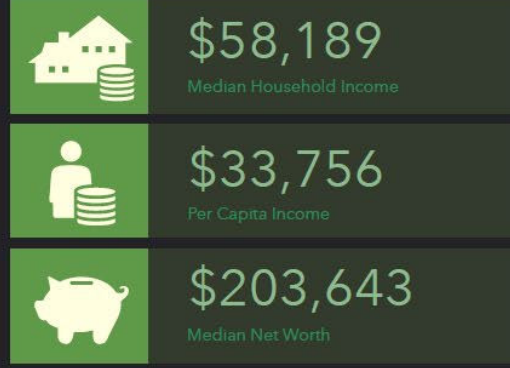 $58,189
Median Household Income
$33,756
Per Capita Income
$203,643
Median Net Worth